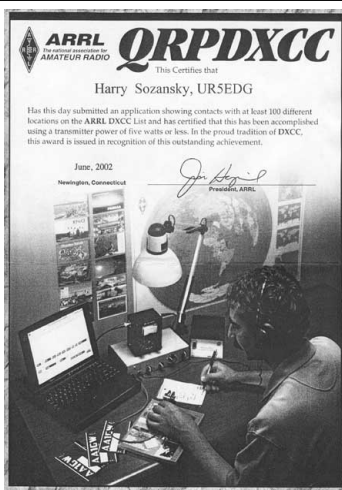 ARRL
The national association for
AMATEUR RADIO
QRPDXCC
This Certifies that
Harry Sozansky, UR5EDG
Has this day submitted an application showing contacts with at least 100 different
locations on the ARRL DXCC List and has certified that this has been accomplished
using a transmitter power of five watts or less. In the proud tradition of DXCC,
this award is issued in recognition of this outstanding achievement.
June, 2002
Newington, Connecticut
President, ARRL
AA1GW
AA1GW
AA1GW